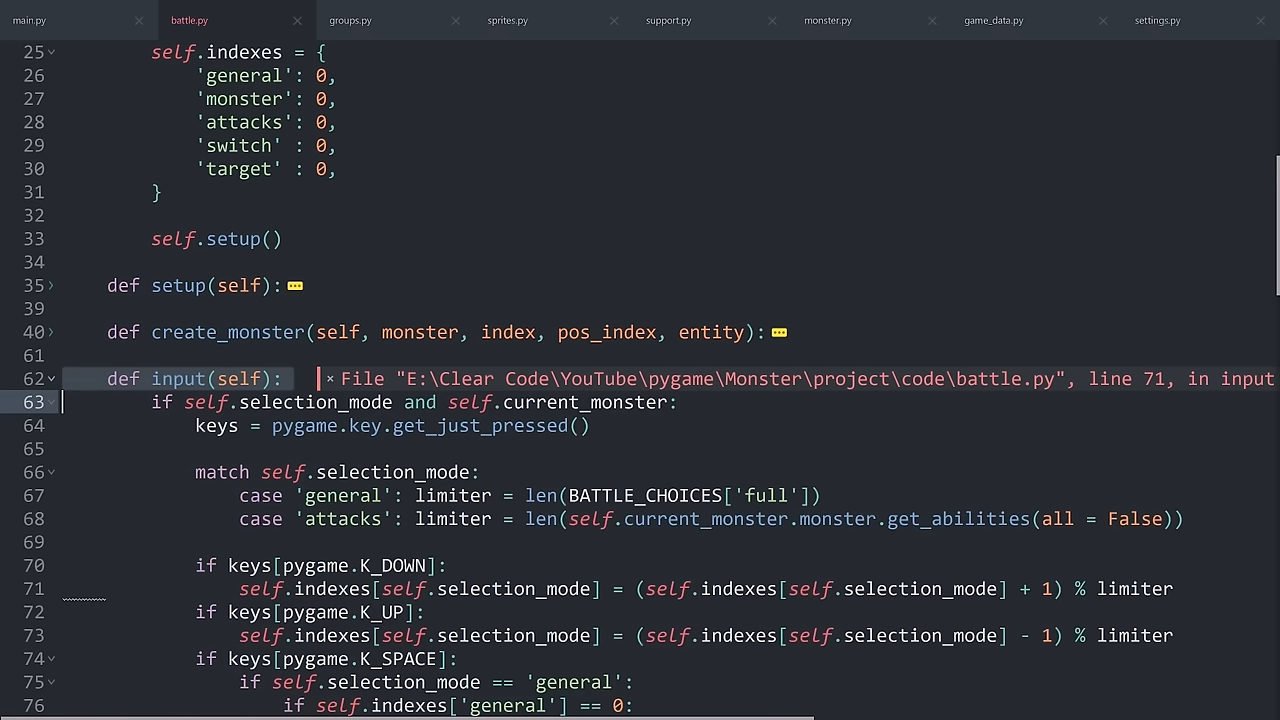 main.py × battle.py × groups.py × sprites.py × support.py × monster.py × game_data.py × settings.py ×
25 self.indexes = {
26 'general': 0,
27 'monster': 0,
28 'attacks': 0,
29 'switch' : 0,
30 'target' : 0,
31 }
32
33 self.setup()
34
35 def setup(self):
39
40 def create_monster(self, monster, index, pos_index, entity):
61
62 def input(self): × File "E:\Clear Code\YouTube\pygame\Monster\project\code\battle.py", line 71, in input
63 if self.selection_mode and self.current_monster:
64 keys = pygame.key.get_just_pressed()
65
66 match self.selection_mode:
67 case 'general': limiter = len(BATTLE_CHOICES['full'])
68 case 'attacks': limiter = len(self.current_monster.monster.get_abilities(all = False))
69
70 if keys[pygame.K_DOWN]:
71 self.indexes[self.selection_mode] = (self.indexes[self.selection_mode] + 1) % limiter
72 if keys[pygame.K_UP]:
73 self.indexes[self.selection_mode] = (self.indexes[self.selection_mode] - 1) % limiter
74 if keys[pygame.K_SPACE]:
75 if self.selection_mode == 'general':
76 if self.indexes['general'] == 0: